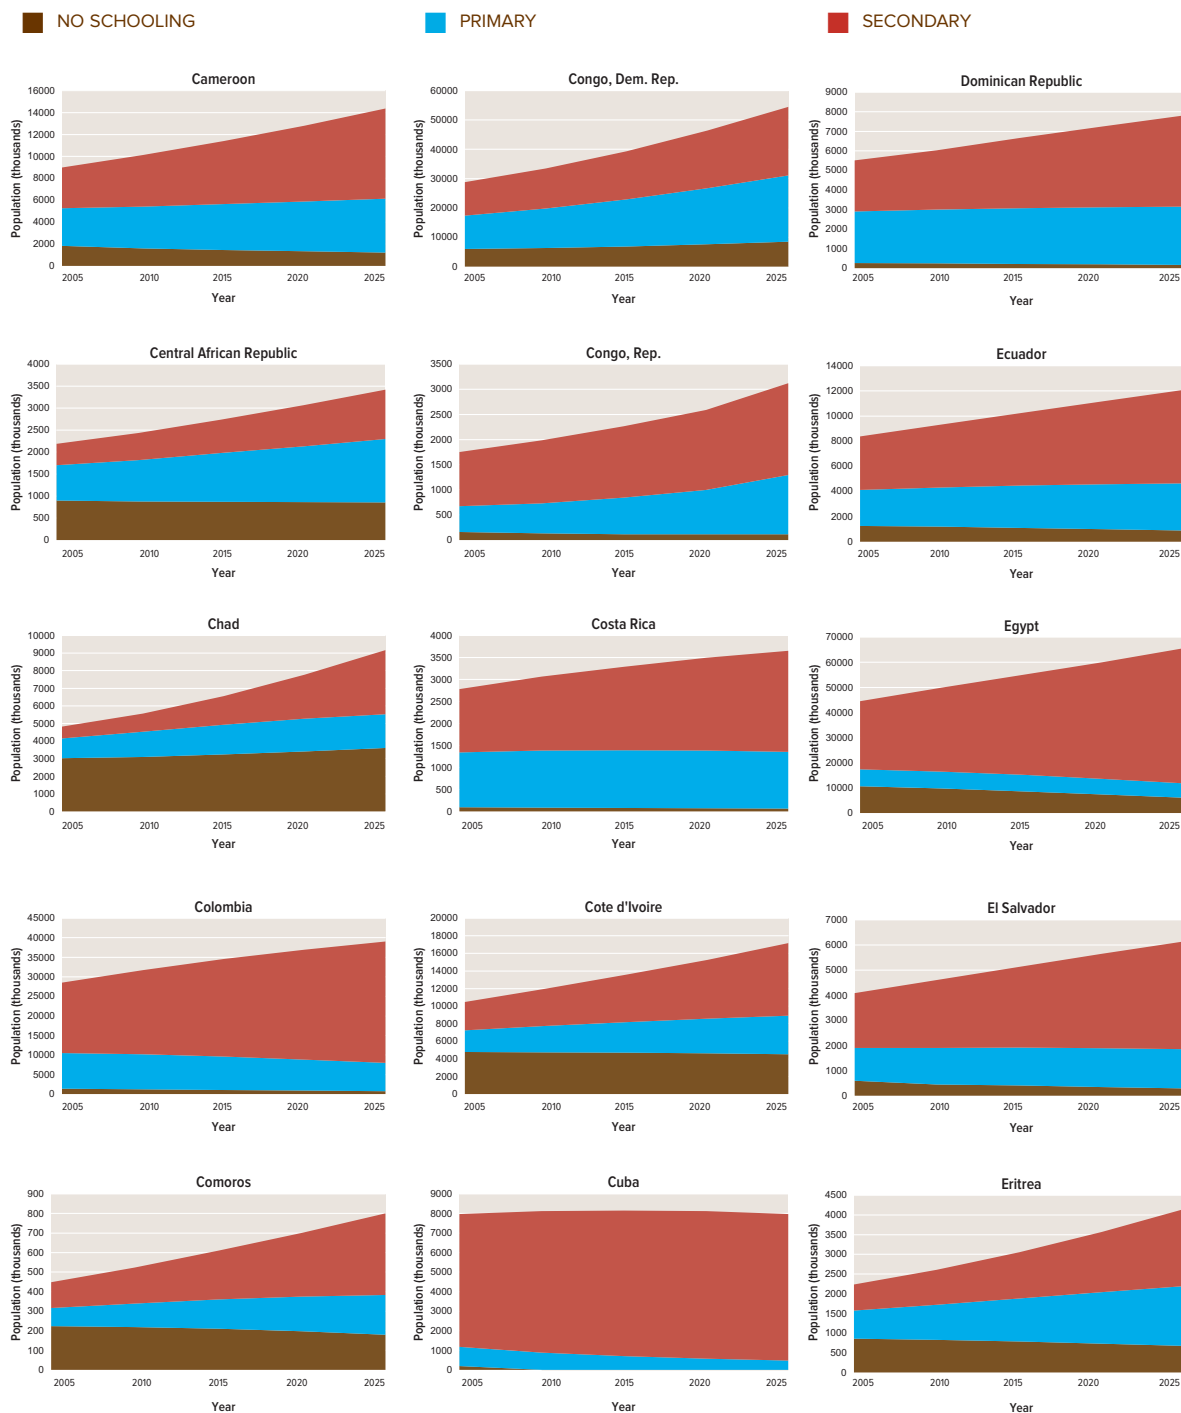 NO SCHOOLING
PRIMARY
SECONDARY
Cameroon
Population (thousands)
16000
14000
12000
10000
8000
6000
4000
2000
0
2005 2010 2015 2020 2025
Year
Congo, Dem. Rep.
Population (thousands)
60000
50000
40000
30000
20000
10000
0
2005 2010 2015 2020 2025
Year
Dominican Republic
Population (thousands)
9000
8000
7000
6000
5000
4000
3000
2000
1000
0
2005 2010 2015 2020 2025
Year
Central African Republic
Population (thousands)
4000
3500
3000
2500
2000
1500
1000
500
0
2005 2010 2015 2020 2025
Year
Congo, Rep.
Population (thousands)
3500
3000
2500
2000
1500
1000
500
0
2005 2010 2015 2020 2025
Year
Ecuador
Population (thousands)
14000
12000
10000
8000
6000
4000
2000
0
2005 2010 2015 2020 2025
Year
Chad
Population (thousands)
10000
9000
8000
7000
6000
5000
4000
3000
2000
1000
0
2005 2010 2015 2020 2025
Year
Costa Rica
Population (thousands)
4000
3500
3000
2500
2000
1500
1000
500
0
2005 2010 2015 2020 2025
Year
Egypt
Population (thousands)
70000
60000
50000
40000
30000
20000
10000
0
2005 2010 2015 2020 2025
Year
Colombia
Population (thousands)
45000
40000
35000
30000
25000
20000
15000
10000
5000
0
2005 2010 2015 2020 2025
Year
Cote d'Ivoire
Population (thousands)
20000
18000
16000
14000
12000
10000
8000
6000
4000
2000
0
2005 2010 2015 2020 2025
Year
El Salvador
Population (thousands)
7000
6000
5000
4000
3000
2000
1000
0
2005 2010 2015 2020 2025
Year
Comoros
Population (thousands)
900
800
700
600
500
400
300
200
100
0
2005 2010 2015 2020 2025
Year
Cuba
Population (thousands)
9000
8000
7000
6000
5000
4000
3000
2000
1000
0
2005 2010 2015 2020 2025
Year
Eritrea
Population (thousands)
4500
4000
3500
3000
2500
2000
1500
1000
500
0
2005 2010 2015 2020 2025
Year